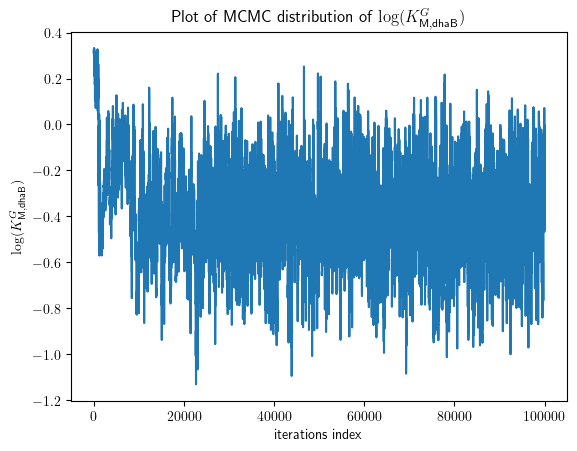 Plot of MCMC distribution of log(K^G_M,dhaB)
log(K^G_M,dhaB)
0.4
0.2
0.0
−0.2
−0.4
−0.6
−0.8
−1.0
−1.2
0 20000 40000 60000 80000 100000
iterations index